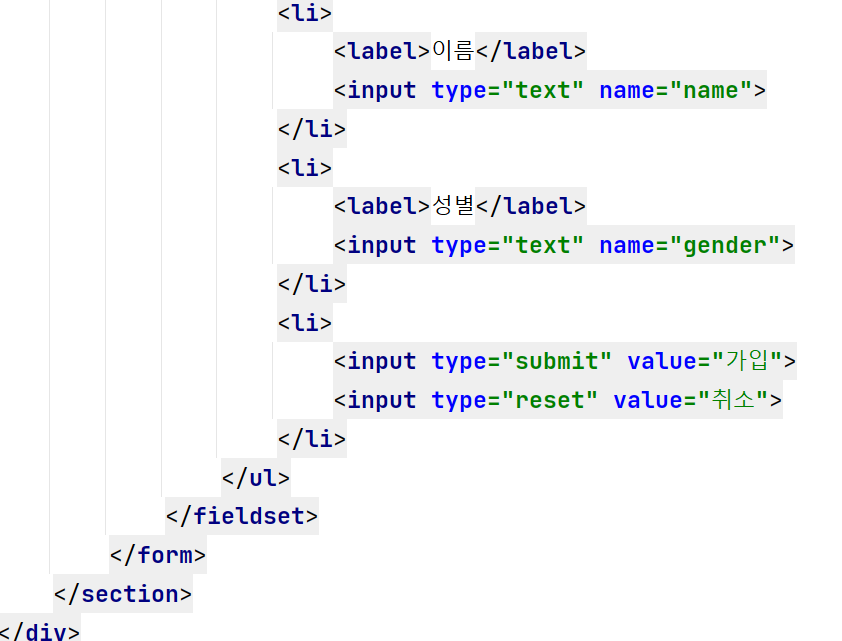 <li>
<label>이름</label>
<input type="text" name="name">
</li>
<li>
<label>성별</label>
<input type="text" name="gender">
</li>
<li>
<input type="submit" value="가입">
<input type="reset" value="취소">
</li>
</ul>
</fieldset>
</form>
</section>
</div>